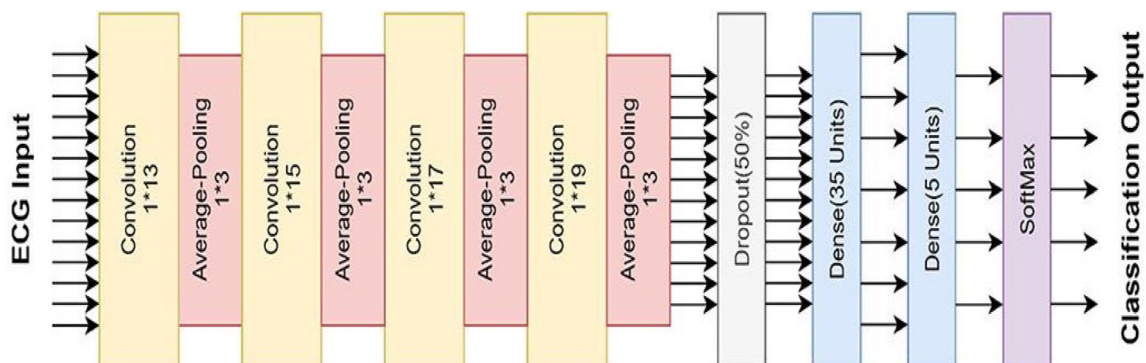 ECG Input
Convolution
1*13
Average-Pooling
1*3
Convolution
1*15
Average-Pooling
1*3
Convolution
1*17
Average-Pooling
1*3
Convolution
1*19
Average-Pooling
1*3
Dropout(50%)
Dense(35 Units)
Dense(5 Units)
SoftMax
Classification Output